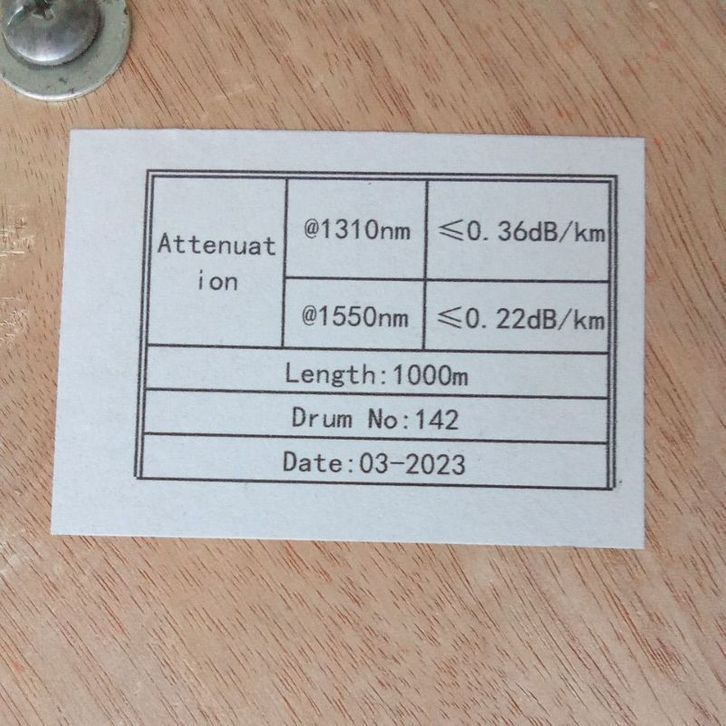 Attenuat
ion
@1310nm ≤0.36dB/km
@1550nm ≤0.22dB/km
Length:1000m
Drum No:142
Date:03-2023